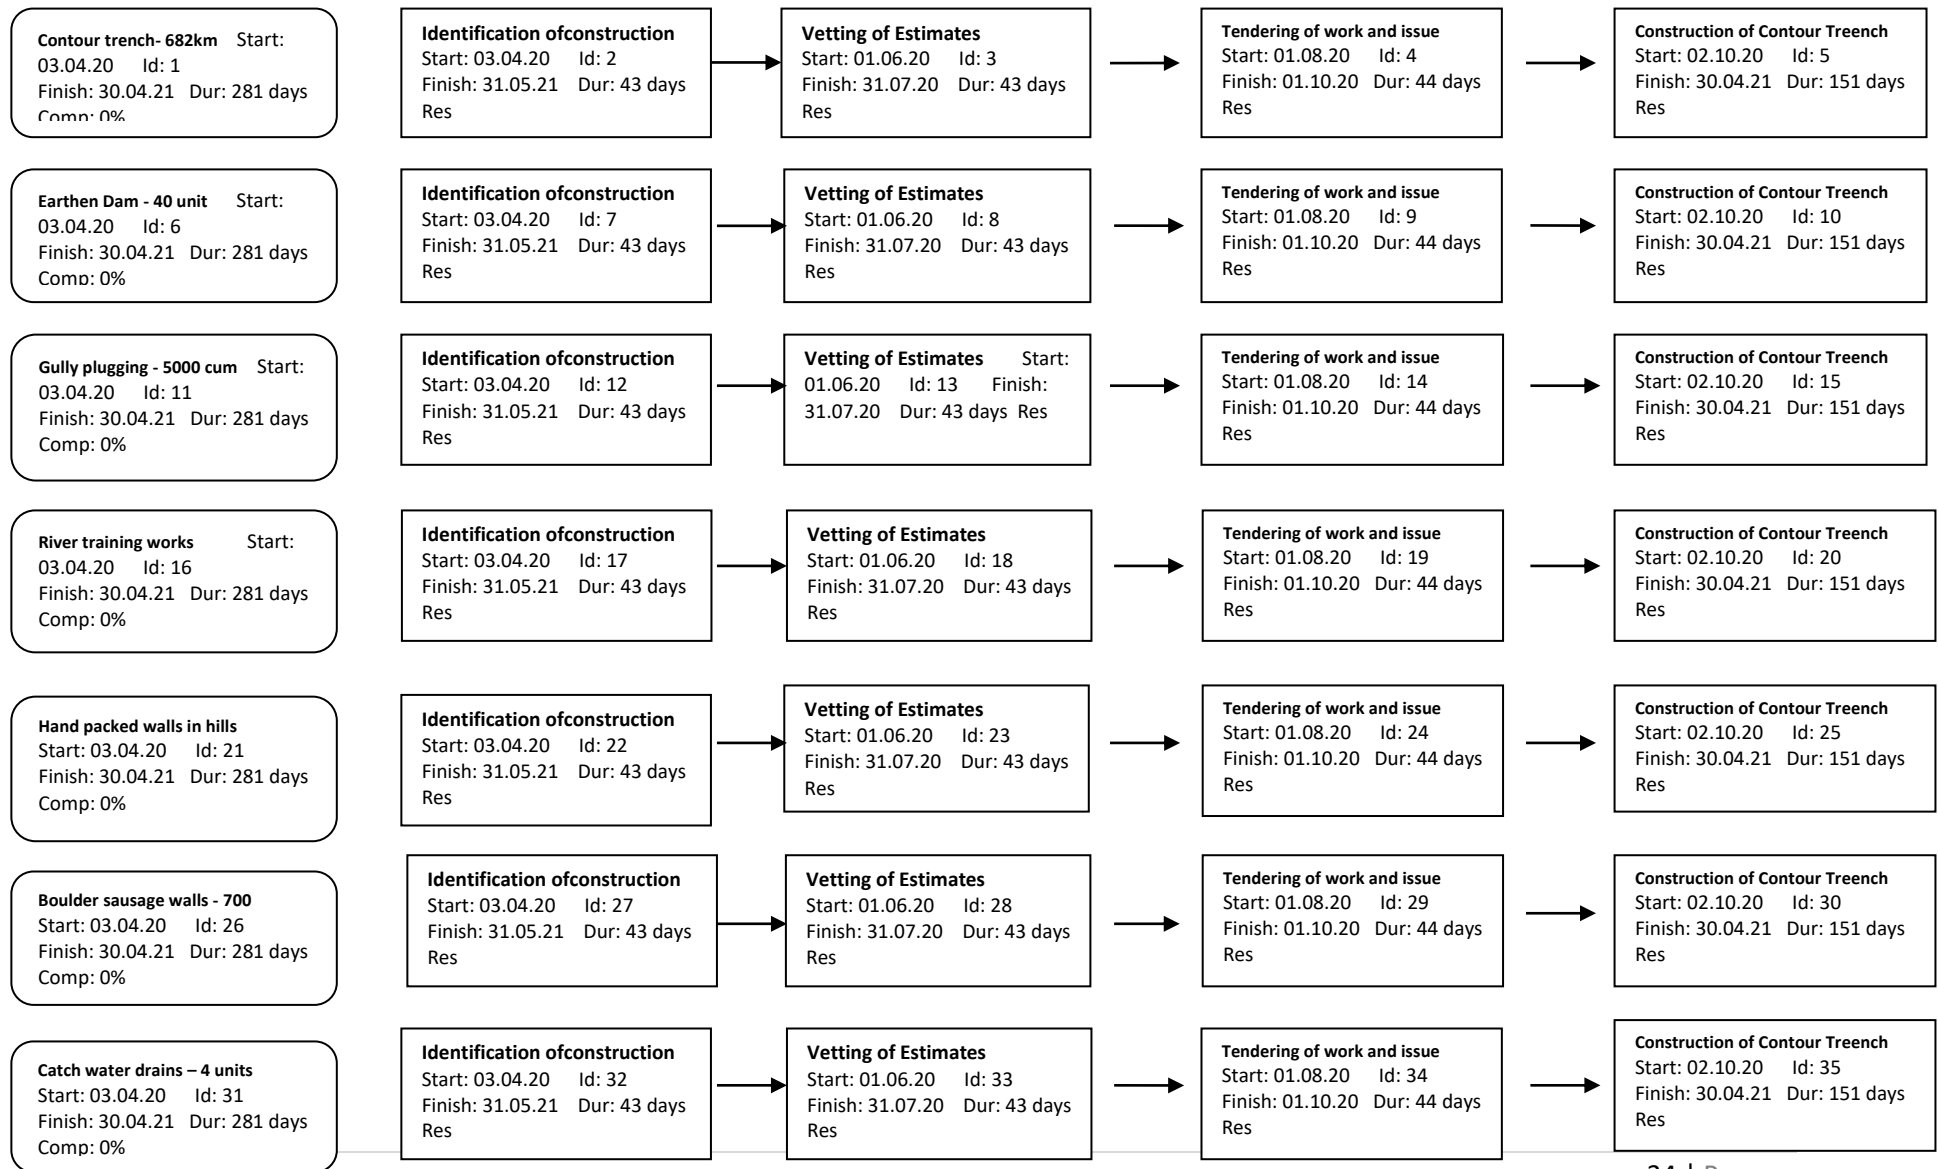 Contour trench- 682km Start:
03.04.20 Id: 1
Finish: 30.04.21 Dur: 281 days
Comp: 0%
Identification ofconstruction
Start: 03.04.20 Id: 2
Finish: 31.05.21 Dur: 43 days
Res
Vetting of Estimates
Start: 01.06.20 Id: 3
Finish: 31.07.20 Dur: 43 days
Res
Tendering of work and issue
Start: 01.08.20 Id: 4
Finish: 01.10.20 Dur: 44 days
Res
Construction of Contour Treench
Start: 02.10.20 Id: 5
Finish: 30.04.21 Dur: 151 days
Res
Earthen Dam - 40 unit Start:
03.04.20 Id: 6
Finish: 30.04.21 Dur: 281 days
Comp: 0%
Identification ofconstruction
Start: 03.04.20 Id: 7
Finish: 31.05.21 Dur: 43 days
Res
Vetting of Estimates
Start: 01.06.20 Id: 8
Finish: 31.07.20 Dur: 43 days
Res
Tendering of work and issue
Start: 01.08.20 Id: 9
Finish: 01.10.20 Dur: 44 days
Res
Construction of Contour Treench
Start: 02.10.20 Id: 10
Finish: 30.04.21 Dur: 151 days
Res
Gully plugging - 5000 cum Start:
03.04.20 Id: 11
Finish: 30.04.21 Dur: 281 days
Comp: 0%
Identification ofconstruction
Start: 03.04.20 Id: 12
Finish: 31.05.21 Dur: 43 days
Res
Vetting of Estimates Start:
01.06.20 Id: 13 Finish:
31.07.20 Dur: 43 days Res
Tendering of work and issue
Start: 01.08.20 Id: 14
Finish: 01.10.20 Dur: 44 days
Res
Construction of Contour Treench
Start: 02.10.20 Id: 15
Finish: 30.04.21 Dur: 151 days
Res
River training works Start:
03.04.20 Id: 16
Finish: 30.04.21 Dur: 281 days
Comp: 0%
Identification ofconstruction
Start: 03.04.20 Id: 17
Finish: 31.05.21 Dur: 43 days
Res
Vetting of Estimates
Start: 01.06.20 Id: 18
Finish: 31.07.20 Dur: 43 days
Res
Tendering of work and issue
Start: 01.08.20 Id: 19
Finish: 01.10.20 Dur: 44 days
Res
Construction of Contour Treench
Start: 02.10.20 Id: 20
Finish: 30.04.21 Dur: 151 days
Res
Hand packed walls in hills
Start: 03.04.20 Id: 21
Finish: 30.04.21 Dur: 281 days
Comp: 0%
Identification ofconstruction
Start: 03.04.20 Id: 22
Finish: 31.05.21 Dur: 43 days
Res
Vetting of Estimates
Start: 01.06.20 Id: 23
Finish: 31.07.20 Dur: 43 days
Res
Tendering of work and issue
Start: 01.08.20 Id: 24
Finish: 01.10.20 Dur: 44 days
Res
Construction of Contour Treench
Start: 02.10.20 Id: 25
Finish: 30.04.21 Dur: 151 days
Res
Boulder sausage walls - 700
Start: 03.04.20 Id: 26
Finish: 30.04.21 Dur: 281 days
Comp: 0%
Identification ofconstruction
Start: 03.04.20 Id: 27
Finish: 31.05.21 Dur: 43 days
Res
Vetting of Estimates
Start: 01.06.20 Id: 28
Finish: 31.07.20 Dur: 43 days
Res
Tendering of work and issue
Start: 01.08.20 Id: 29
Finish: 01.10.20 Dur: 44 days
Res
Construction of Contour Treench
Start: 02.10.20 Id: 30
Finish: 30.04.21 Dur: 151 days
Res
Catch water drains – 4 units
Start: 03.04.20 Id: 31
Finish: 30.04.21 Dur: 281 days
Comp: 0%
Identification ofconstruction
Start: 03.04.20 Id: 32
Finish: 31.05.21 Dur: 43 days
Res
Vetting of Estimates
Start: 01.06.20 Id: 33
Finish: 31.07.20 Dur: 43 days
Res
Tendering of work and issue
Start: 01.08.20 Id: 34
Finish: 01.10.20 Dur: 44 days
Res
Construction of Contour Treench
Start: 02.10.20 Id: 35
Finish: 30.04.21 Dur: 151 days
Res